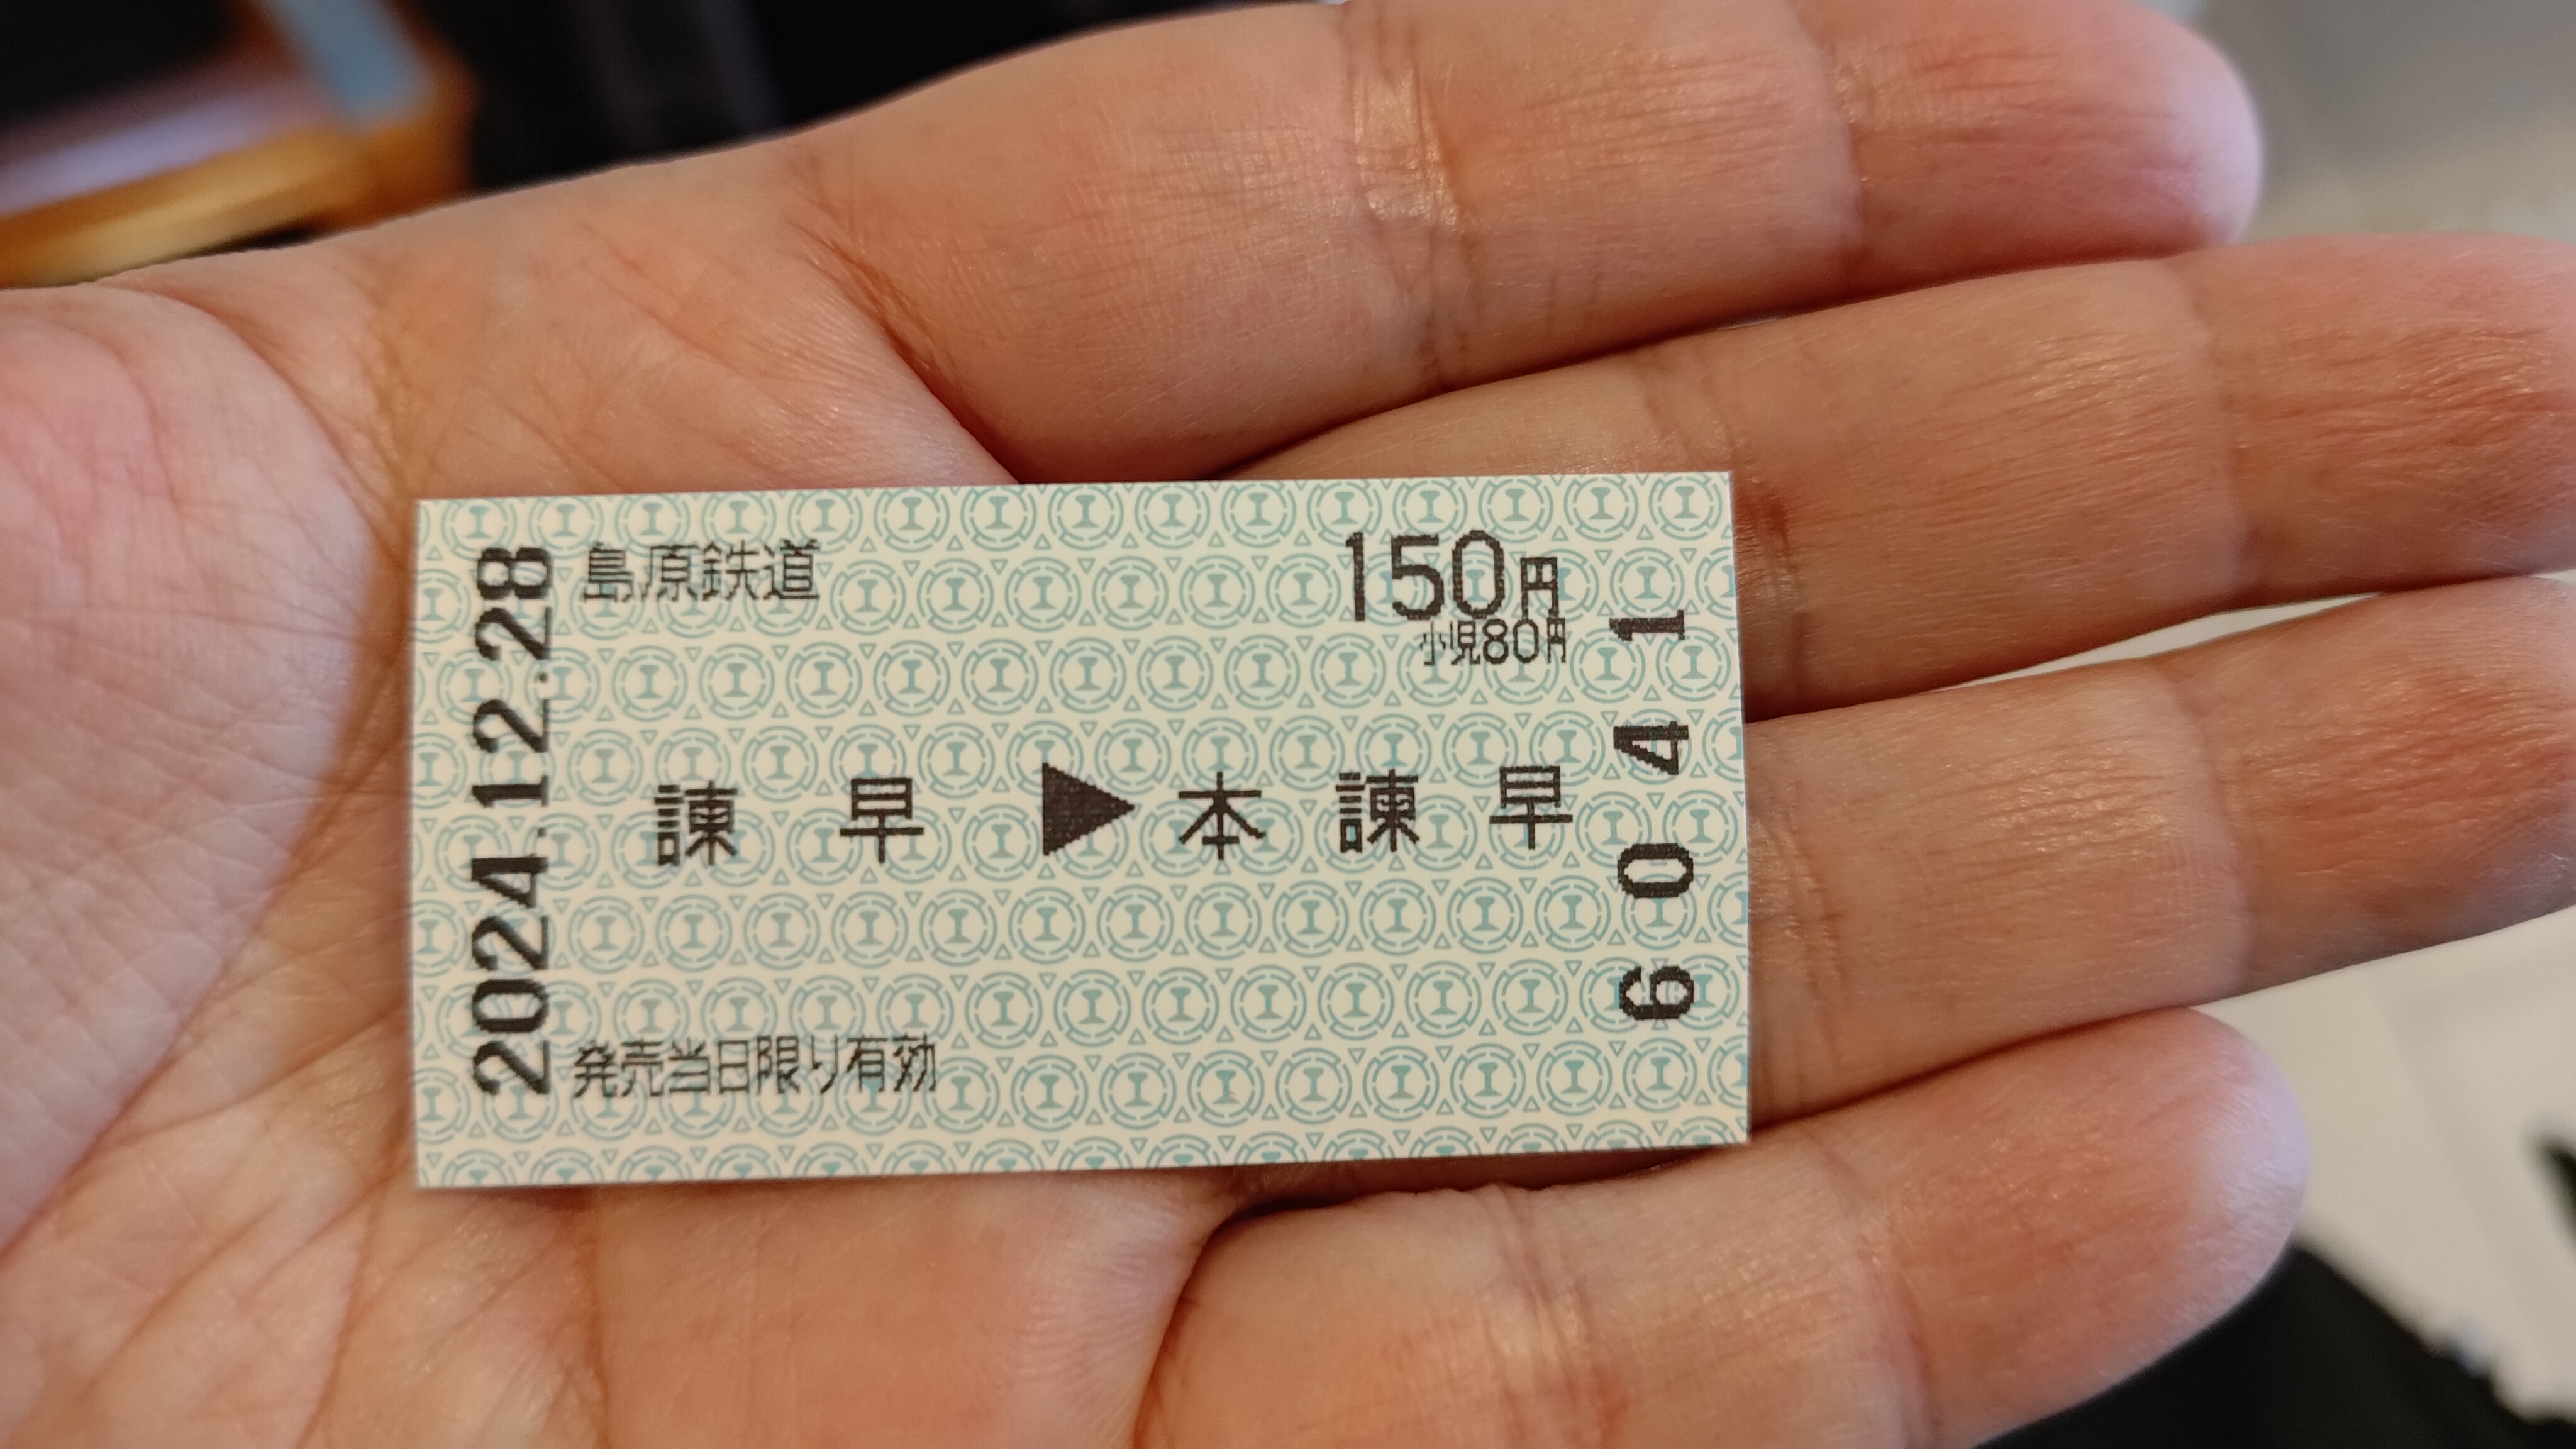 2024.12.28
島原鉄道
150円
小児80円
諫早▶本諫早
発売当日限り有効
6041